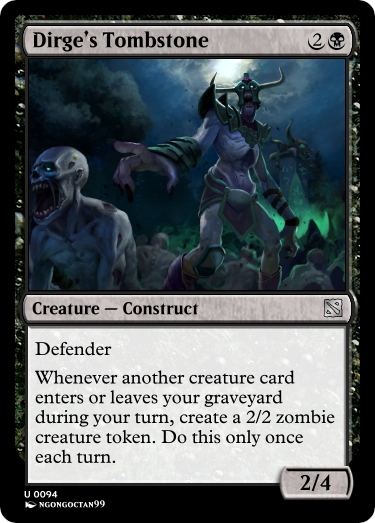 Dirge's Tombstone 2
Creature — Construct
Defender
Whenever another creature card
enters or leaves your graveyard
during your turn, create a 2/2 zombie
creature token. Do this only once
each turn.
2/4
U 0094
NGONGOCTAN99